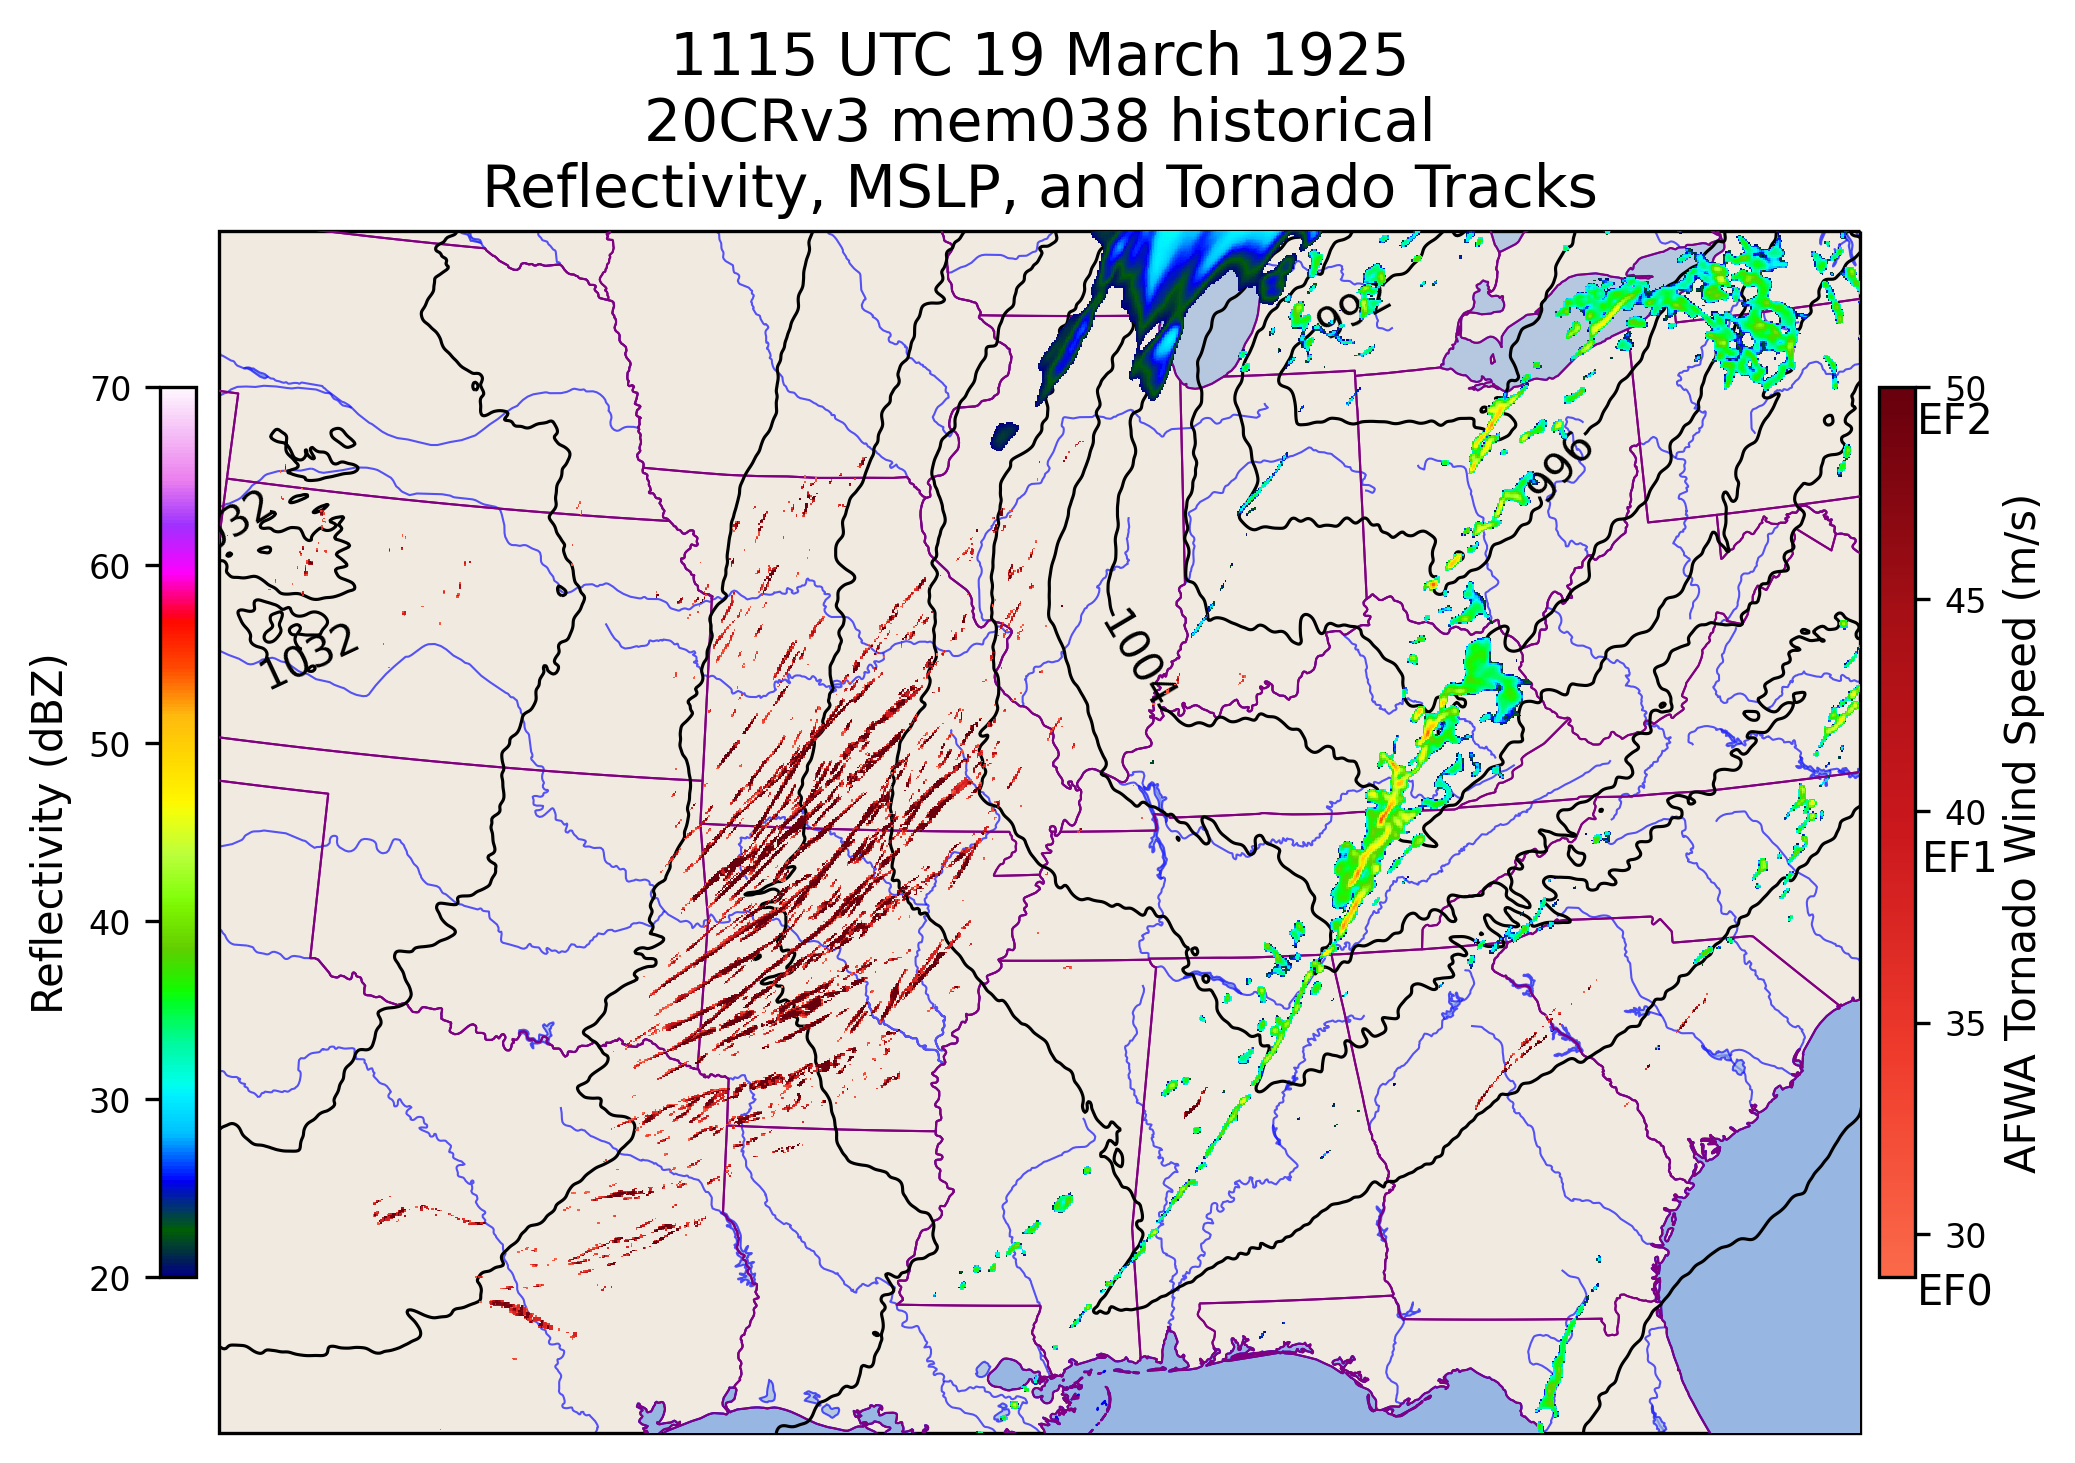 1115 UTC 19 March 1925
20CRv3 mem038 historical
Reflectivity, MSLP, and Tornado Tracks
Reflectivity (dBZ)
70
60
50
40
30
20
992
996
1004
32
1032
50
EF2
45
40
EF1
35
30
EF0
AFWA Tornado Wind Speed (m/s)